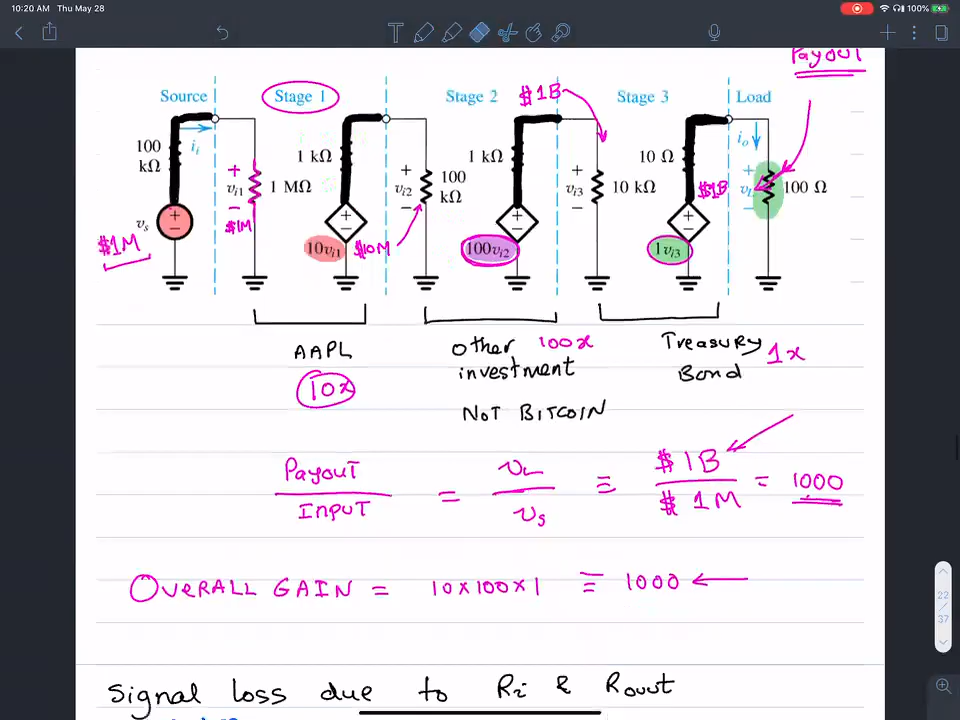 10:20 AM Thu May 28
100%
Payout
Source
Stage 1
Stage 2
$1B
Stage 3
Load
100 kΩ
ii
+
vi1
−
$1M
1 MΩ
1 kΩ
+
vi2
−
100 kΩ
1 kΩ
+
vi3
−
10 kΩ
10 Ω
$1B
io
+
vL
−
100 Ω
vs
+
−
$1M
+
−
10vi1
$10M
+
−
100vi2
+
−
1vi3
AAPL
10x
Other 100x
investment
NOT BITCOIN
Treasury
Bond
1x
Payout / INPUT = vL / vs ≡ $1B / $1M = 1000
OVERALL GAIN = 10 x 100 x 1 ≡ 1000
Signal loss due to Ri & Rout
22
/
37